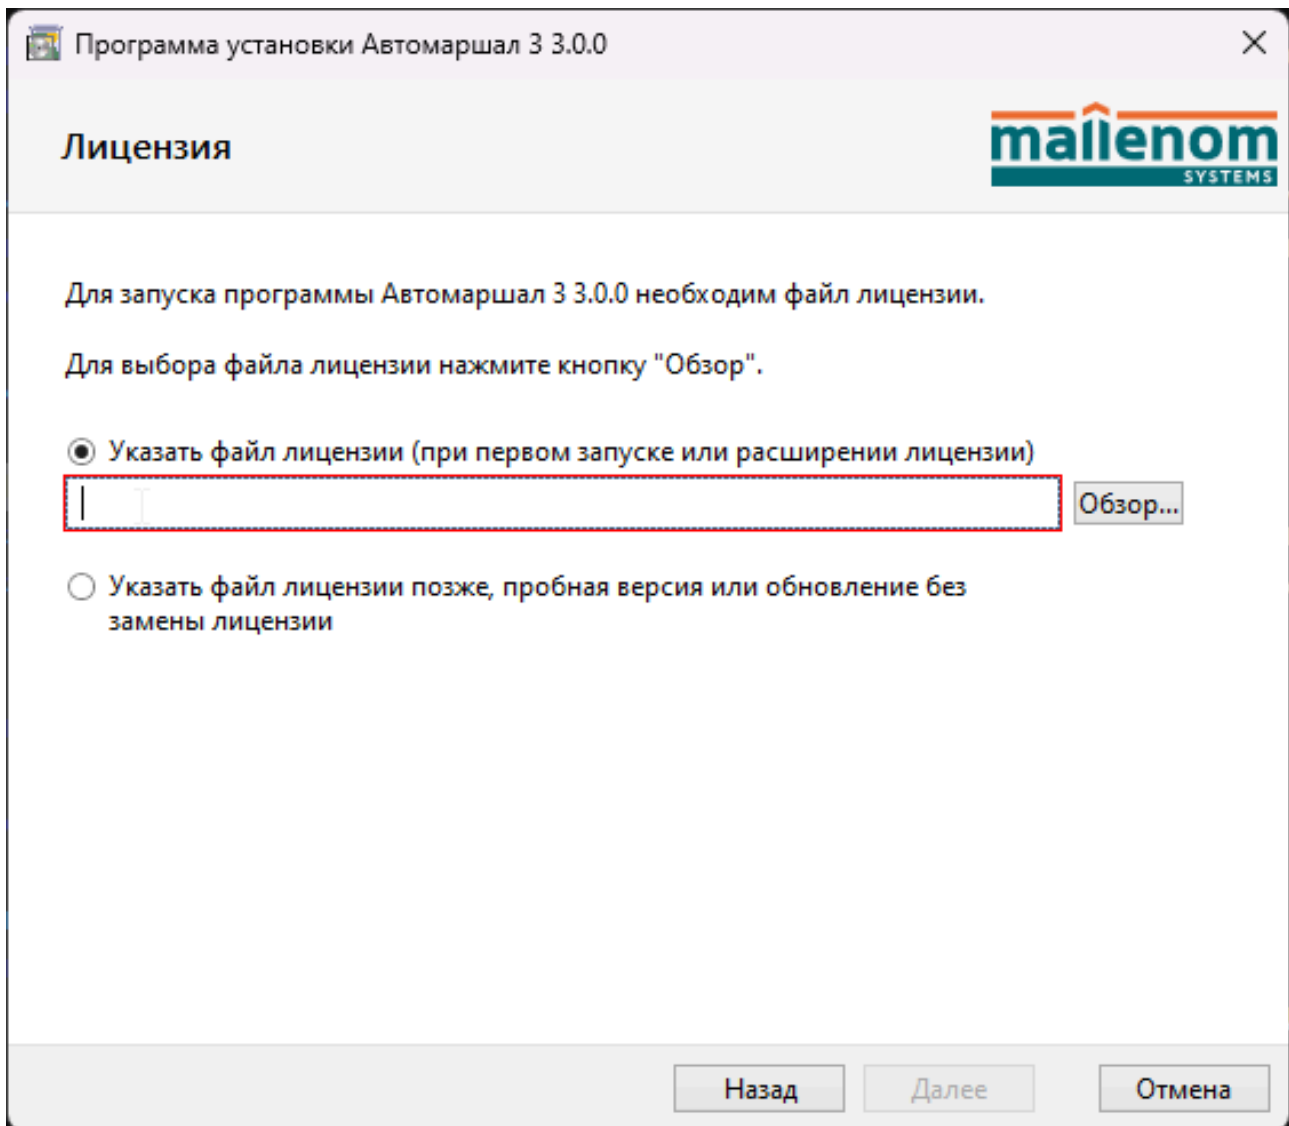 Программа установки Автомаршал 3 3.0.0
Лицензия
mallenom
SYSTEMS
Для запуска программы Автомаршал 3 3.0.0 необходим файл лицензии.
Для выбора файла лицензии нажмите кнопку "Обзор".
Указать файл лицензии (при первом запуске или расширении лицензии)
Обзор...
Указать файл лицензии позже, пробная версия или обновление без
замены лицензии
Назад
Далее
Отмена